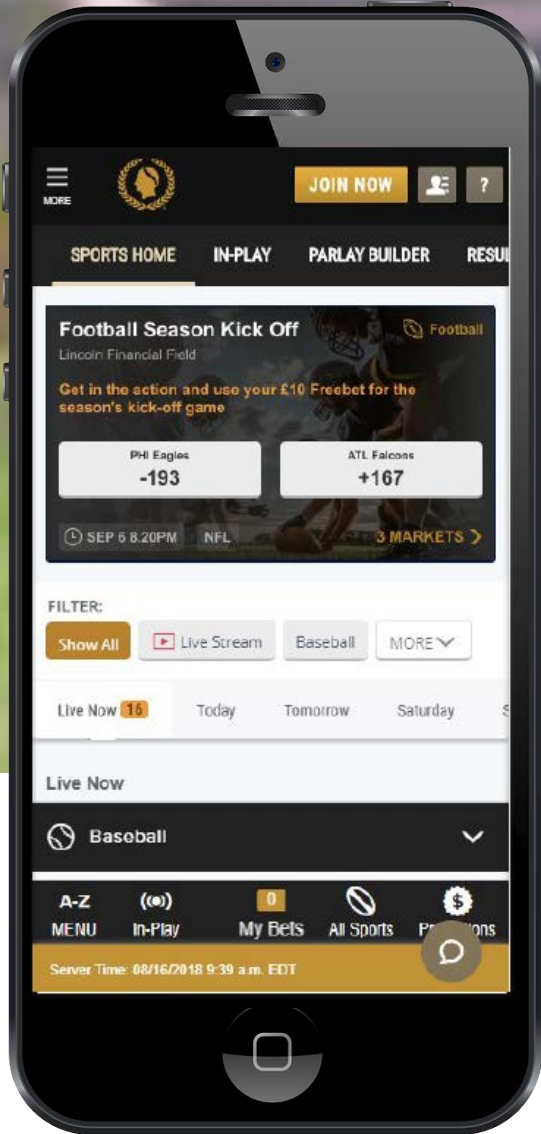 MORE
JOIN NOW
?
SPORTS HOME IN-PLAY PARLAY BUILDER RESUL
Football Season Kick Off
Football
Lincoln Financial Field
Get in the action and use your £10 Freebet for the
season's kick-off game
PHI Eagles
-193
ATL Falcons
+167
SEP 6 8.20PM NFL 3 MARKETS
FILTER:
Show All Live Stream Baseball MORE
Live Now 16 Today Tomorrow Saturday S
Live Now
Baseball
A-Z
MENU
In-Play
0
My Bets
All Sports
$
Server Time: 08/16/2018 9:39 a.m. EDT